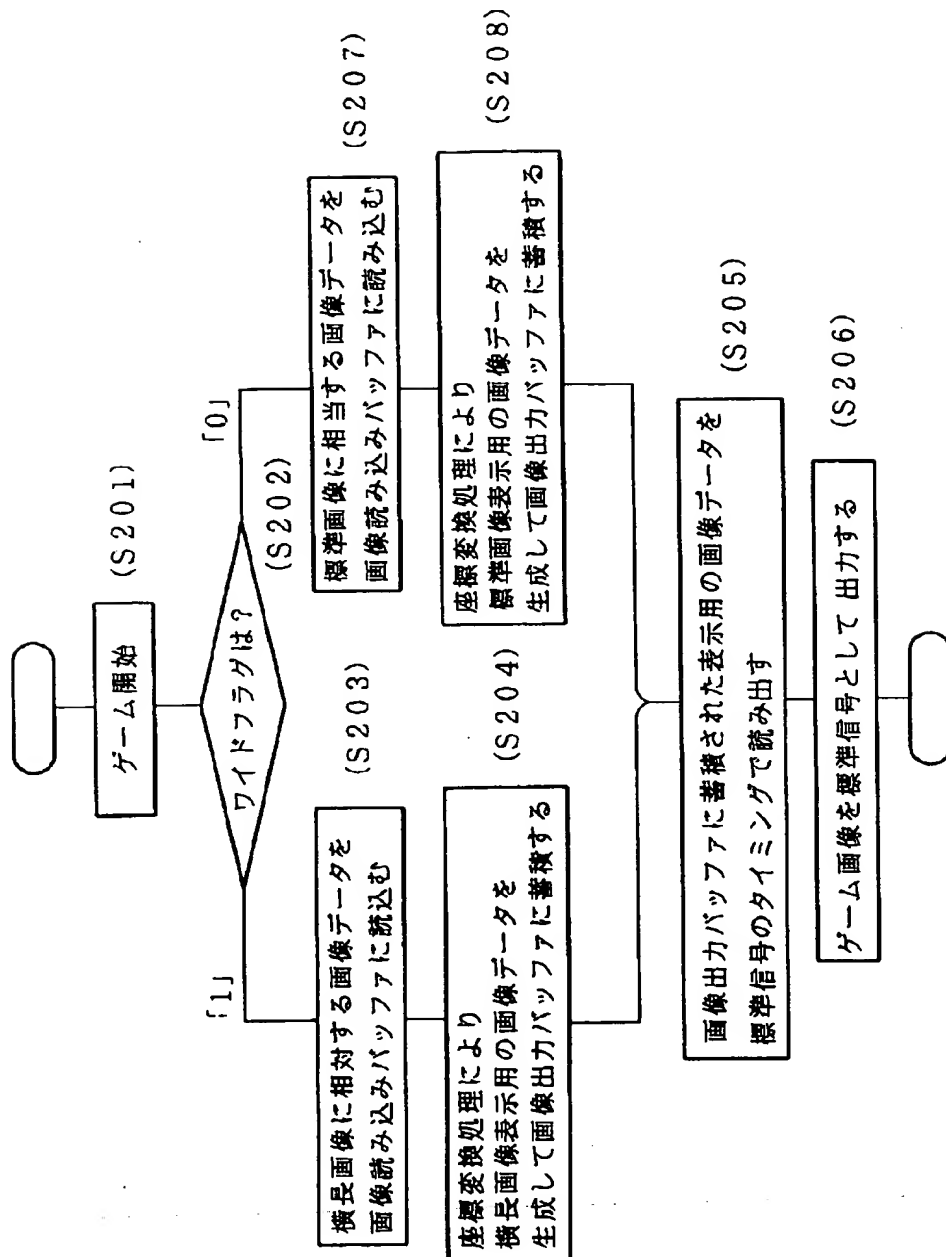 ゲーム開始
(S201)
ワイドフラグは?
(S202)
「1」
「0」
横長画像に相対する画像データを
画像読み込みバッファに読込む
(S203)
座標変換処理により
横長画像表示用の画像データを
生成して画像出力バッファに蓄積する
(S204)
標準画像に相当する画像データを
画像読み込みバッファに読み込む
(S207)
座標変換処理により
標準画像表示用の画像データを
生成して画像出力バッファに蓄積する
(S208)
画像出力バッファに蓄積された表示用の画像データを
標準信号のタイミングで読み出す
(S205)
ゲーム画像を標準信号として 出力する
(S206)